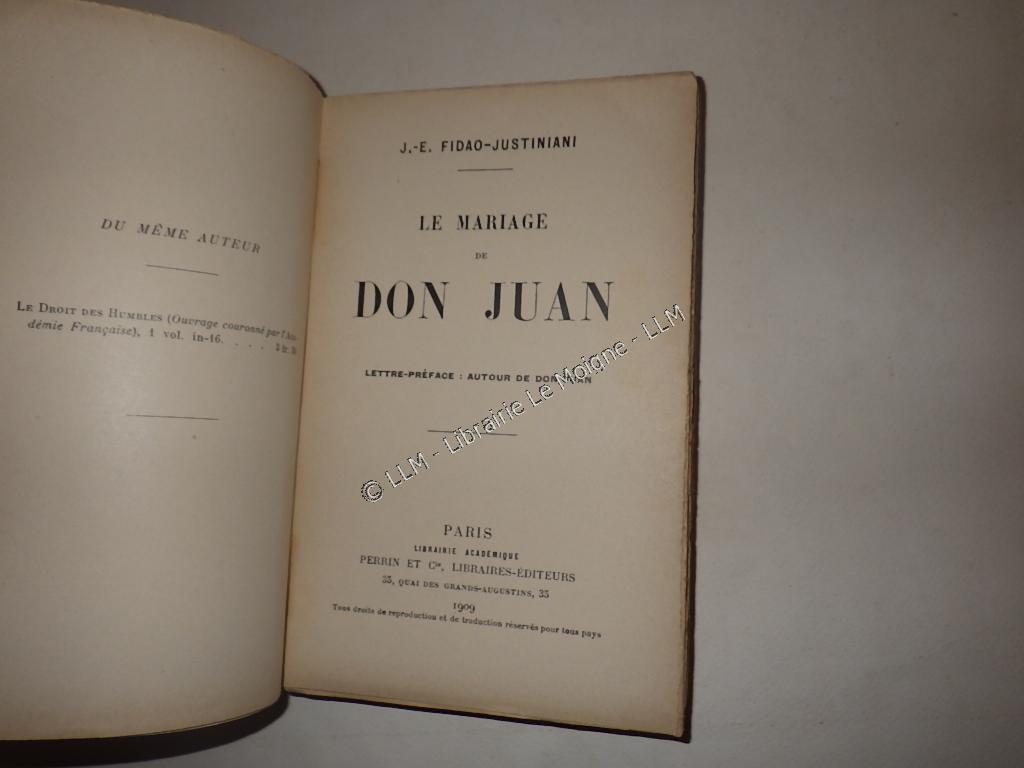 DU MÊME AUTEUR
LE DROIT DES HUMBLES (Ouvrage couronné par l'Aca-
démie Française), 1 vol. in-16. . . . 3 fr.
J.-E. FIDAO-JUSTINIANI
LE MARIAGE
DE
DON JUAN
LETTRE-PRÉFACE : AUTOUR DE DON JUAN
© LLM - Librairie Le Moigne - LLM
PARIS
LIBRAIRIE ACADÉMIQUE
PERRIN ET Cie, LIBRAIRES-ÉDITEURS
35, QUAI DES GRANDS-AUGUSTINS, 35
1909
Tous droits de reproduction et de traduction réservés pour tous pays